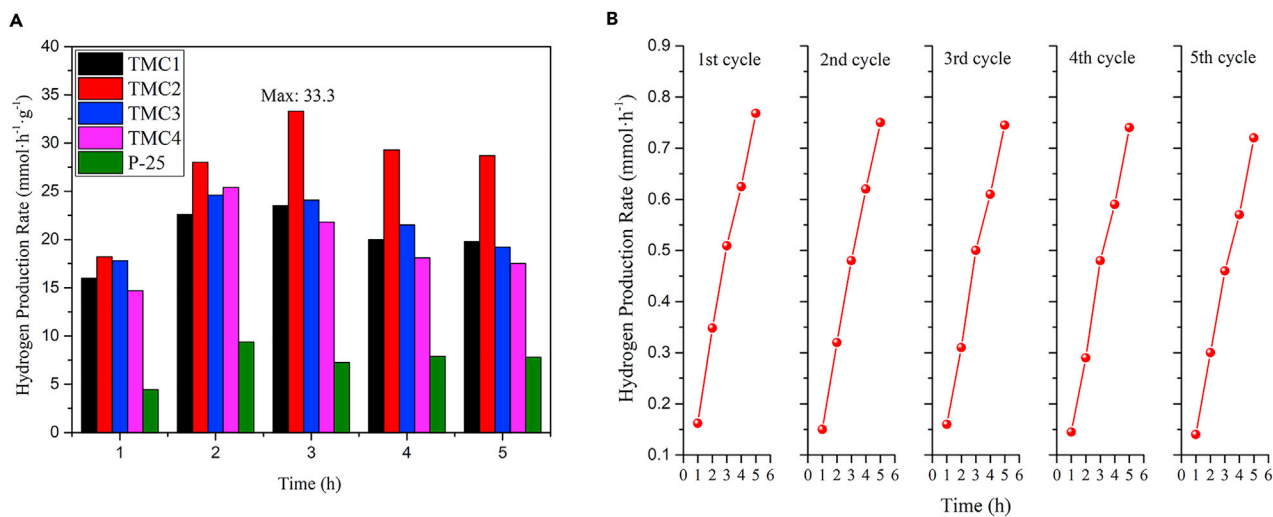 A
Hydrogen Production Rate (mmol·h⁻¹·g⁻¹)
40
35
30
25
20
15
10
5
0
TMC1
TMC2
TMC3
TMC4
P-25
Max: 33.3
1 2 3 4 5
Time (h)
B
Hydrogen Production Rate (mmol·h⁻¹)
0.9
0.8
0.7
0.6
0.5
0.4
0.3
0.2
0.1
1st cycle
2nd cycle
3rd cycle
4th cycle
5th cycle
0 1 2 3 4 5 6
0 1 2 3 4 5 6
0 1 2 3 4 5 6
0 1 2 3 4 5 6
0 1 2 3 4 5 6
Time (h)